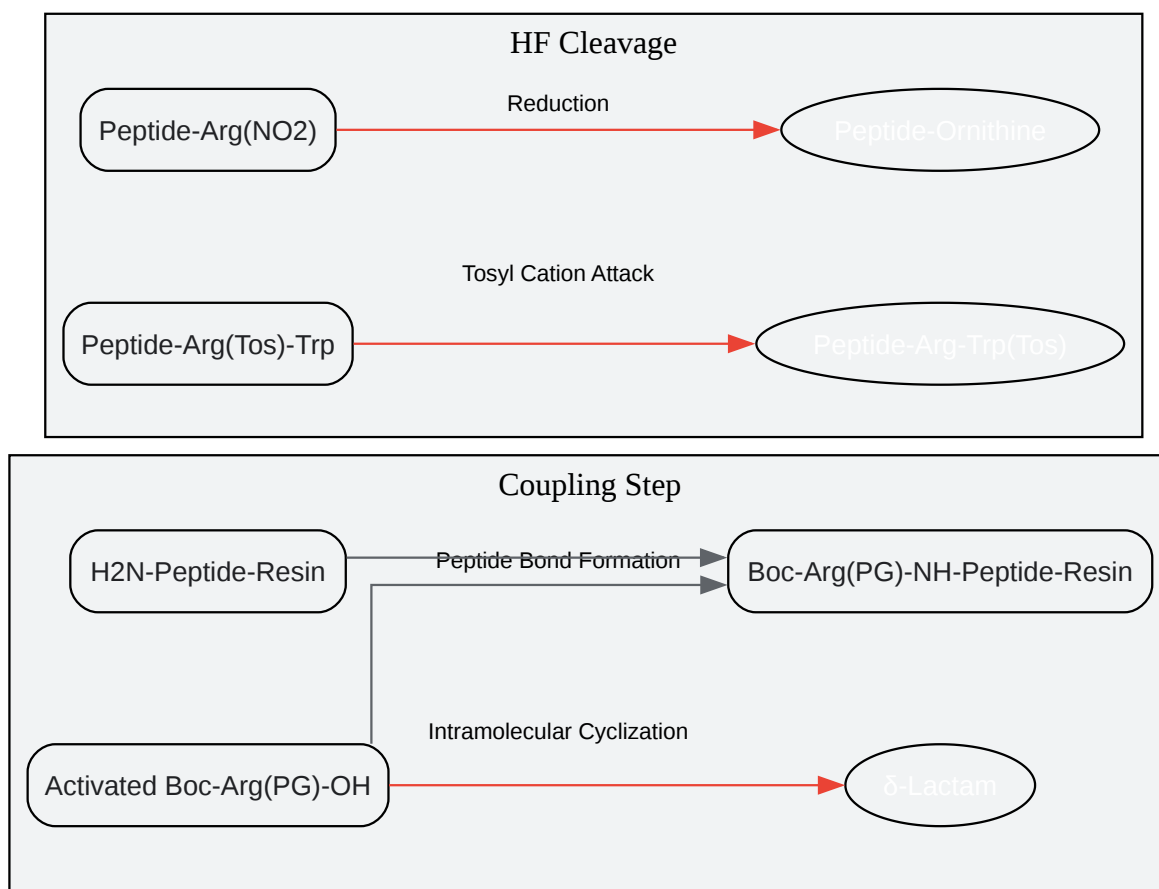 HF Cleavage
Peptide-Arg(NO2)
Reduction
Peptide-Ornithine
Tosyl Cation Attack
Peptide-Arg(Tos)-Trp
Peptide-Arg-Trp(Tos)
Coupling Step
H2N-Peptide-Resin
Peptide Bond Formation
Boc-Arg(PG)-NH-Peptide-Resin
Intramolecular Cyclization
Activated Boc-Arg(PG)-OH
δ-Lactam